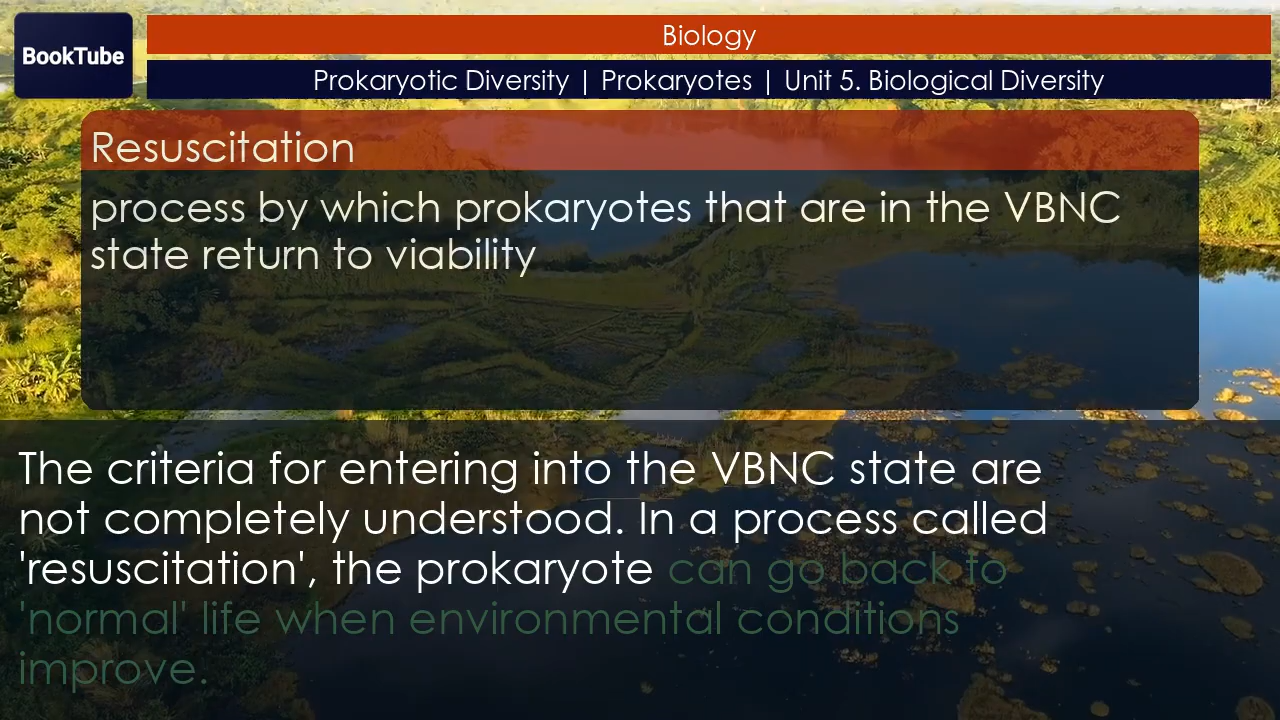 BookTube
Biology
Prokaryotic Diversity | Prokaryotes | Unit 5. Biological Diversity
Resuscitation
process by which prokaryotes that are in the VBNC
state return to viability
The criteria for entering into the VBNC state are
not completely understood. In a process called
'resuscitation', the prokaryote can go back to
'normal' life when environmental conditions
improve.